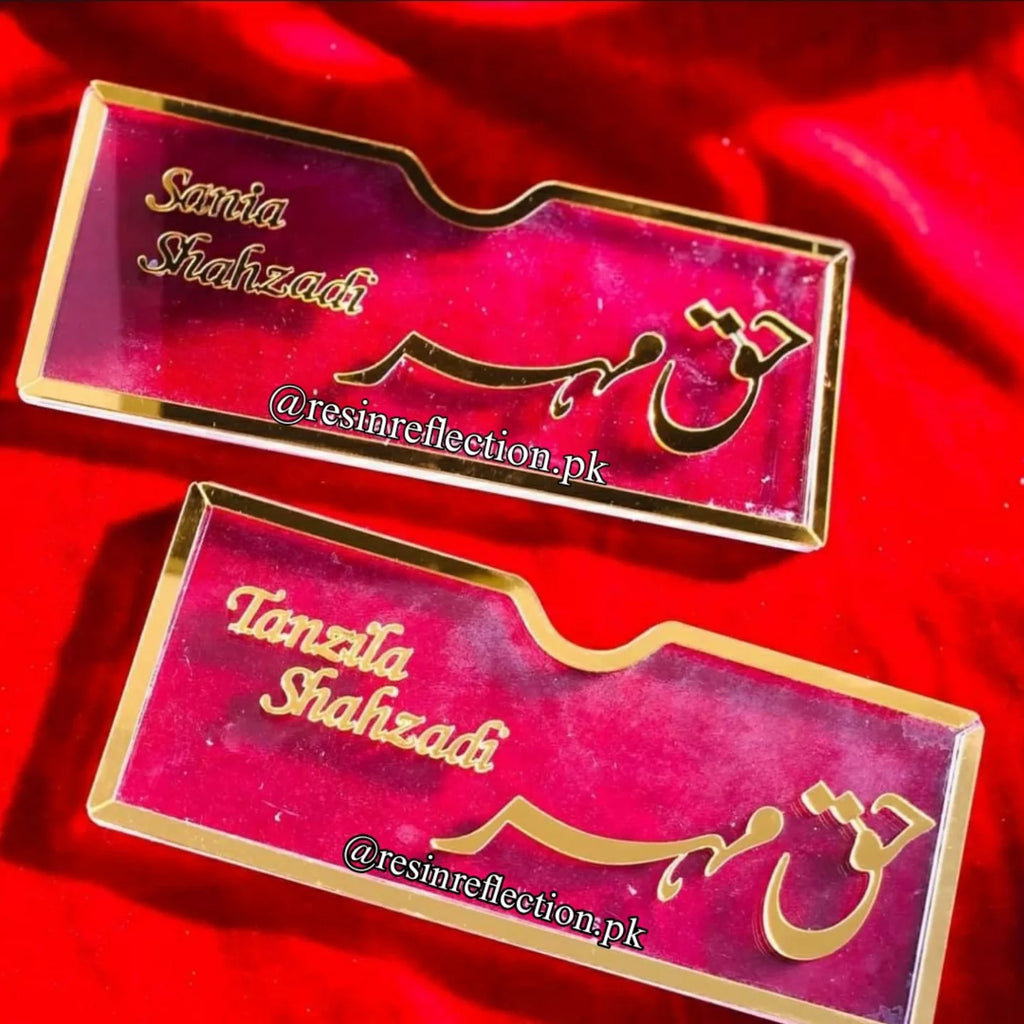 Sania
Shahzadi
حق مہر
@resinreflection.pk
Tanzila
Shahzadi
حق مہر
@resinreflection.pk